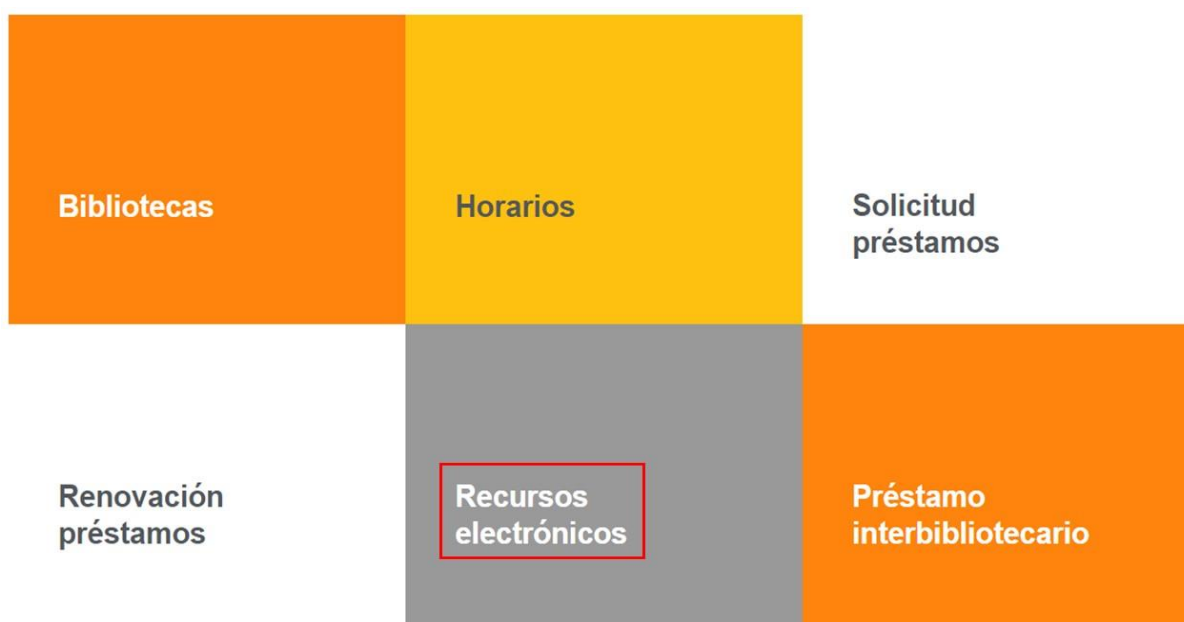 Bibliotecas
Horarios
Solicitud
préstamos
Renovación
préstamos
Recursos
electrónicos
Préstamo
interbibliotecario